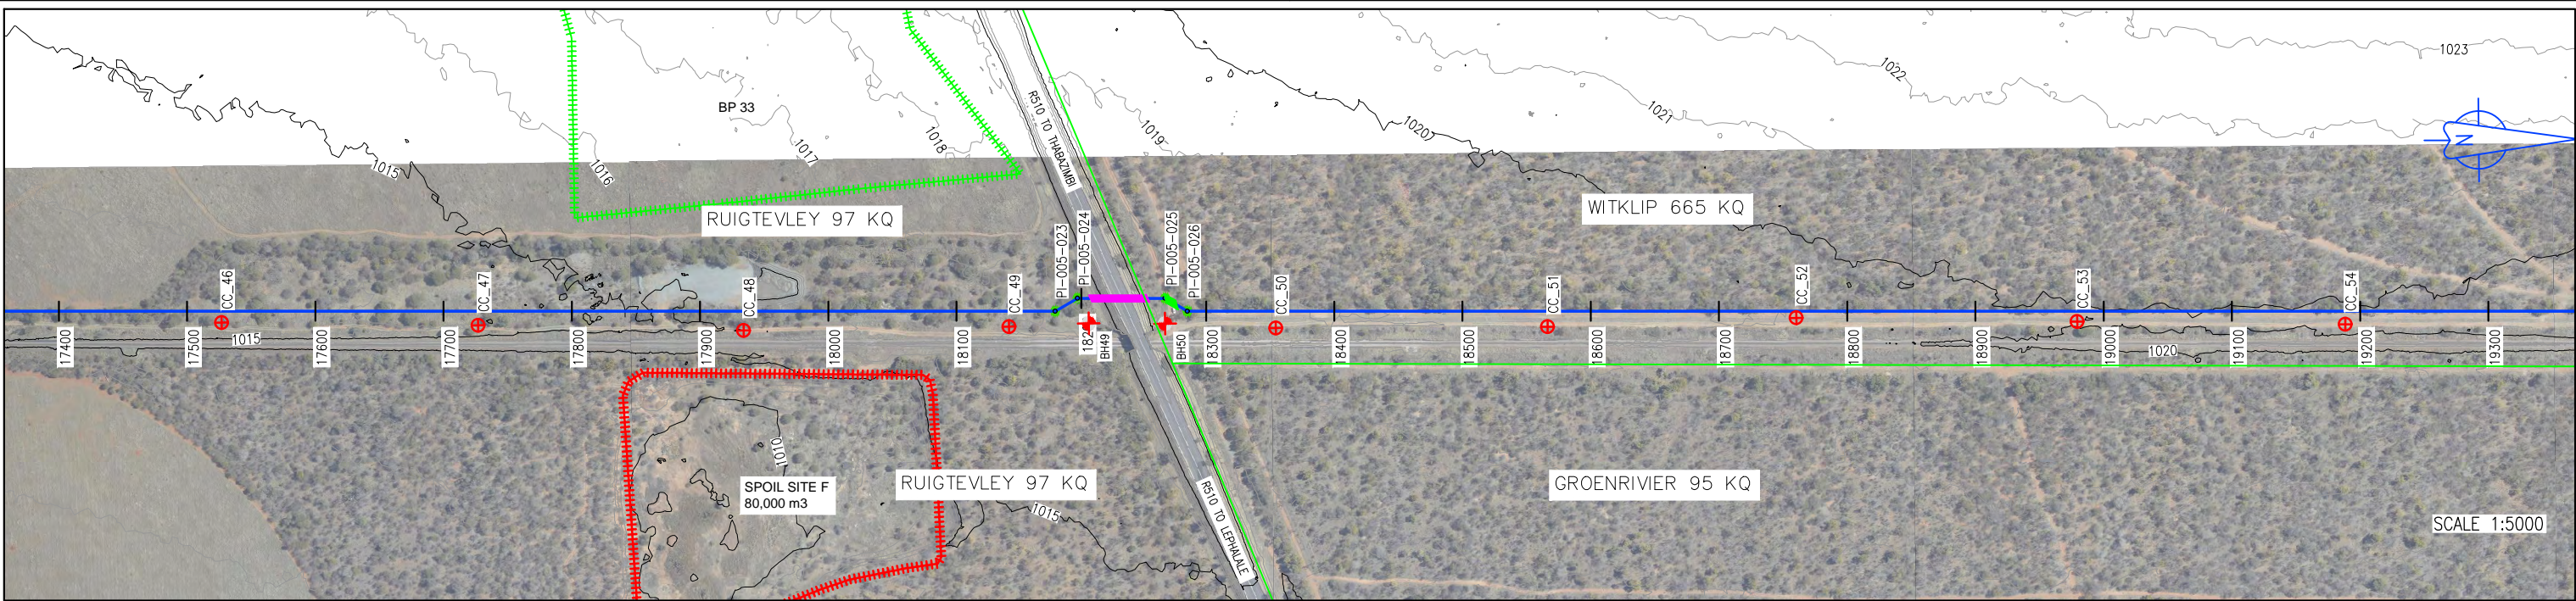 1023
1022
1021
10207
1019
1018
1017
1016
1015
BP 33
R510 TO THABAZIMBI
RUIGTEVLEY 97 KQ
WITKLIP 665 KQ
N
PI-005-023
PI-005-024
PI-005-025
PI-005-026
CC_46
CC_47
CC_48
CC_49
CC_50
CC_51
CC_52
CC_53
CC_54
1015
1020
17400
17500
17600
17700
17800
17900
18000
18100
182
BH49
BH50
18300
18400
18500
18600
18700
18800
18900
19000
19100
19200
19300
1010
SPOIL SITE F
80,000 m3
RUIGTEVLEY 97 KQ
1015
R510 TO LEPHALALE
GROENRIVIER 95 KQ
SCALE 1:5000